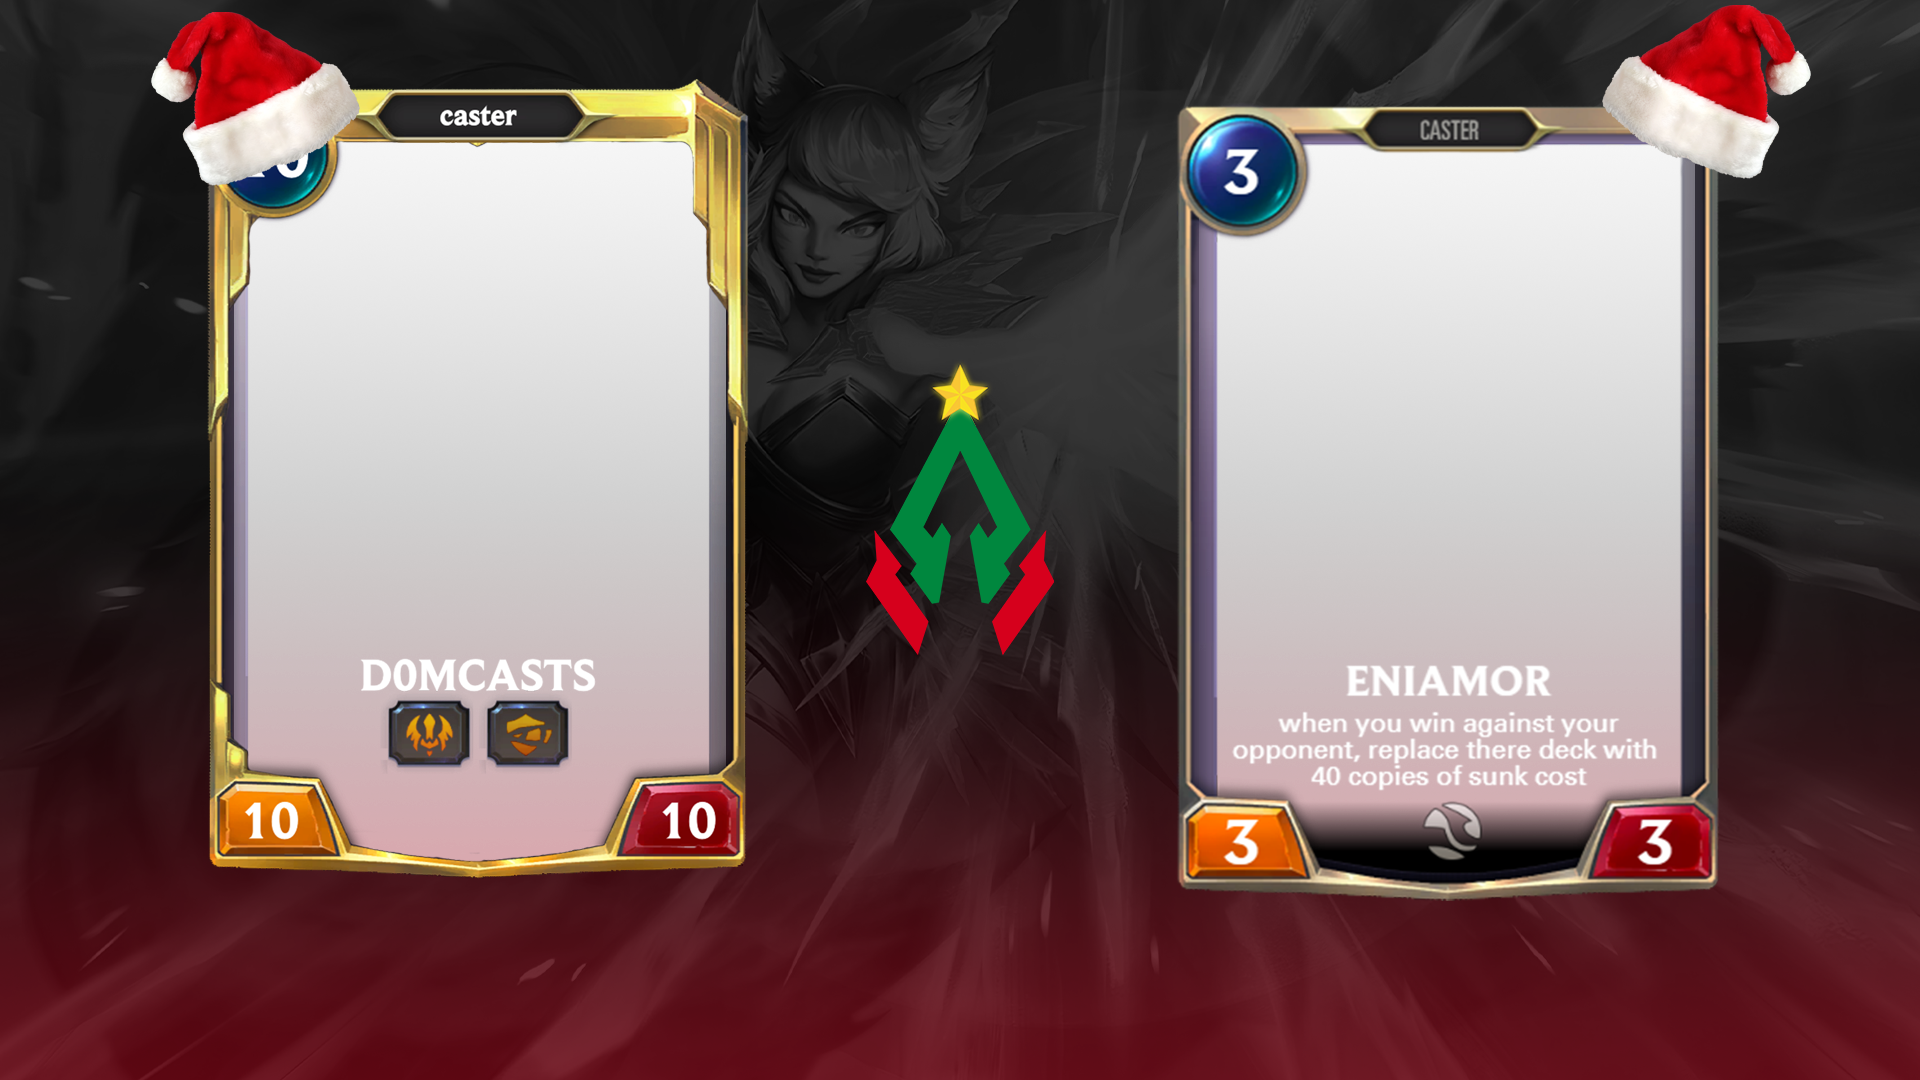 caster
D0MCASTS
10
10
CASTER
3
ENIAMOR
when you win against your
opponent, replace there deck with
40 copies of sunk cost
3
3